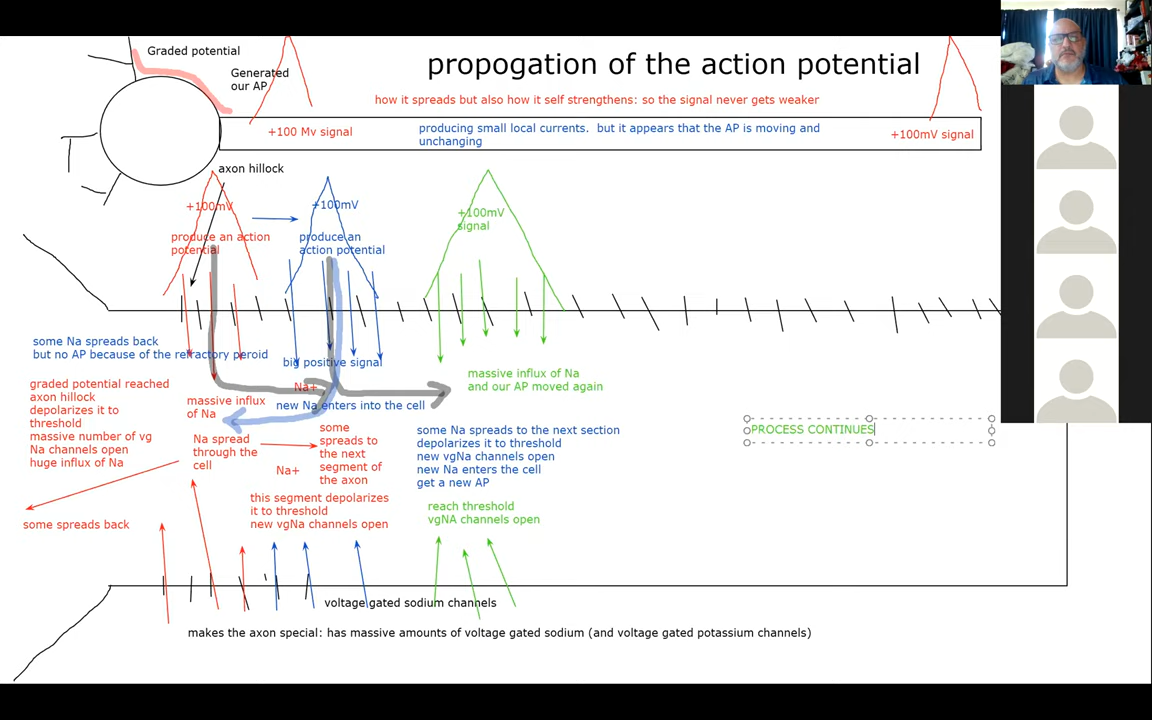 Graded potential
Generated
our AP
propogation of the action potential
how it spreads but also how it self strengthens: so the signal never gets weaker
+100 Mv signal
producing small local currents.  but it appears that the AP is moving and
unchanging
+100mV signal
axon hillock
+100mV
+100mV
+100mV
signal
produce an action
potential
produce an
action potential
some Na spreads back
but no AP because of the refractory peroid
big positive signal
massive influx of Na
and our AP moved again
graded potential reached
axon hillock
depolarizes it to
threshold
massive number of vg
Na channels open
huge influx of Na
massive influx
of Na
Na+
new Na enters into the cell
Na spread
through the
cell
some
spreads to
the next
segment of
the axon
Na+
some Na spreads to the next section
depolarizes it to threshold
new vgNa channels open
new Na enters the cell
get a new AP
PROCESS CONTINUES
this segment depolarizes
it to threshold
new vgNa channels open
reach threshold
vgNA channels open
some spreads back
voltage gated sodium channels
makes the axon special: has massive amounts of voltage gated sodium (and voltage gated potassium channels)